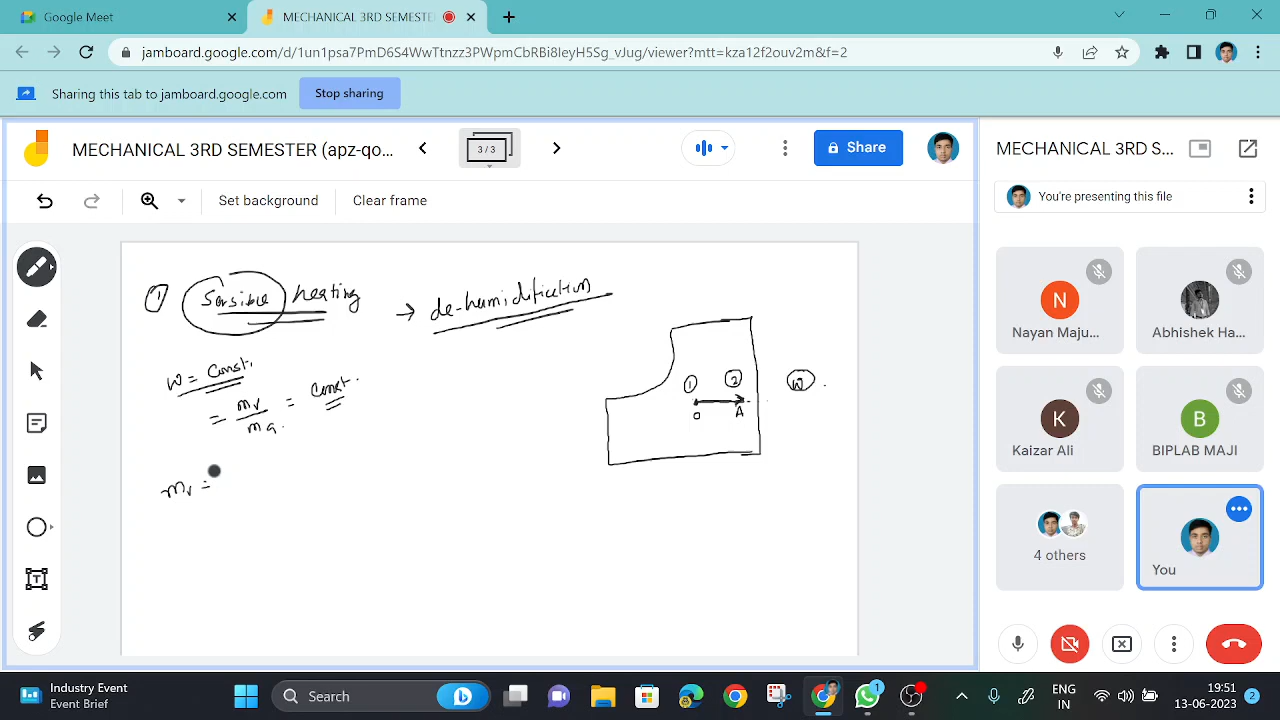 Google Meet
MECHANICAL 3RD SEMEST
jamboard.google.com/d/1un1psa7PmD6S4WwTtnzz3PWpmCbRBi8leyH5Sg_vJug/viewer?mtt=kza12f2ouv2m&f=2
Sharing this tab to jamboard.google.com
Stop sharing
MECHANICAL 3RD SEMESTER (apz-qo...
3 / 3
Share
MECHANICAL 3RD S...
Set background
Clear frame
You're presenting this file
① Sensible heating → de-humidification
W = Const.
= mv/ma = Const.
mv =
① ② W
O A
Nayan Maju...
Abhishek Ha...
N
K
B
Kaizar Ali
BIPLAB MAJI
4 others
You
Industry Event
Event Brief
Search
1
ENG
IN
19:51
13-06-2023
2